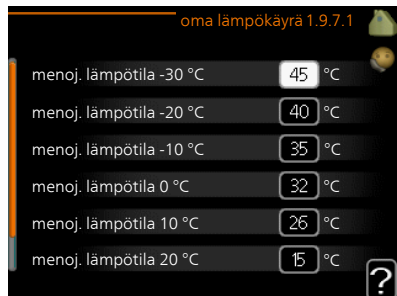 oma lämpökäyrä 1.9.7.1
menoj. lämpötila -30 °C 45 °C
menoj. lämpötila -20 °C 40 °C
menoj. lämpötila -10 °C 35 °C
menoj. lämpötila 0 °C 32 °C
menoj. lämpötila 10 °C 26 °C
menoj. lämpötila 20 °C 15 °C
?